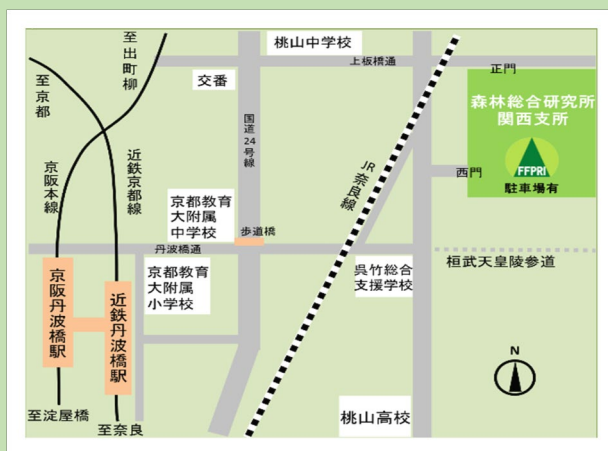 至出町柳
至京都
桃山中学校
上板橋通
正門
交番
国道24号線
森林総合研究所
関西支所
FFPRI
駐車場有
西門
JR奈良線
京阪本線
近鉄京都線
京都教育
大附属
中学校
歩道橋
丹波橋通
桓武天皇陵参道
京阪丹波橋駅
近鉄丹波橋駅
京都教育
大附属
小学校
呉竹総合
支援学校
N
桃山高校
至淀屋橋
至奈良